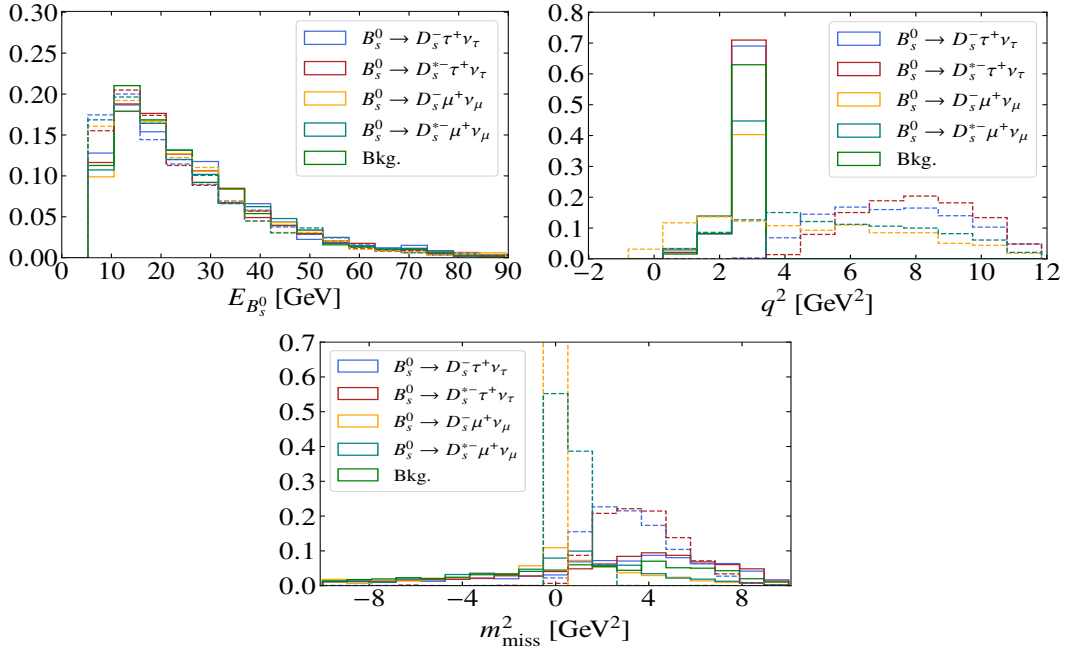 0.20
0.15
0.10
0.05
0.00
0 10 20 30 40 50 60 70 80 90
E_{B_s^0} [GeV]
B_s^0 → D_s^- τ^+ ν_τ
B_s^0 → D_s^{*-} τ^+ ν_τ
B_s^0 → D_s^- μ^+ ν_μ
B_s^0 → D_s^{*-} μ^+ ν_μ
Bkg.
0.8
0.7
0.6
0.5
0.4
0.3
0.2
0.1
0.0
−2 0 2 4 6 8 10 12
q^2 [GeV^2]
B_s^0 → D_s^- τ^+ ν_τ
B_s^0 → D_s^{*-} τ^+ ν_τ
B_s^0 → D_s^- μ^+ ν_μ
B_s^0 → D_s^{*-} μ^+ ν_μ
Bkg.
0.7
0.6
0.5
0.4
0.3
0.2
0.1
0.0
−8 −4 0 4 8
m_{miss}^2 [GeV^2]
B_s^0 → D_s^- τ^+ ν_τ
B_s^0 → D_s^{*-} τ^+ ν_τ
B_s^0 → D_s^- μ^+ ν_μ
B_s^0 → D_s^{*-} μ^+ ν_μ
Bkg.
0.30
0.25